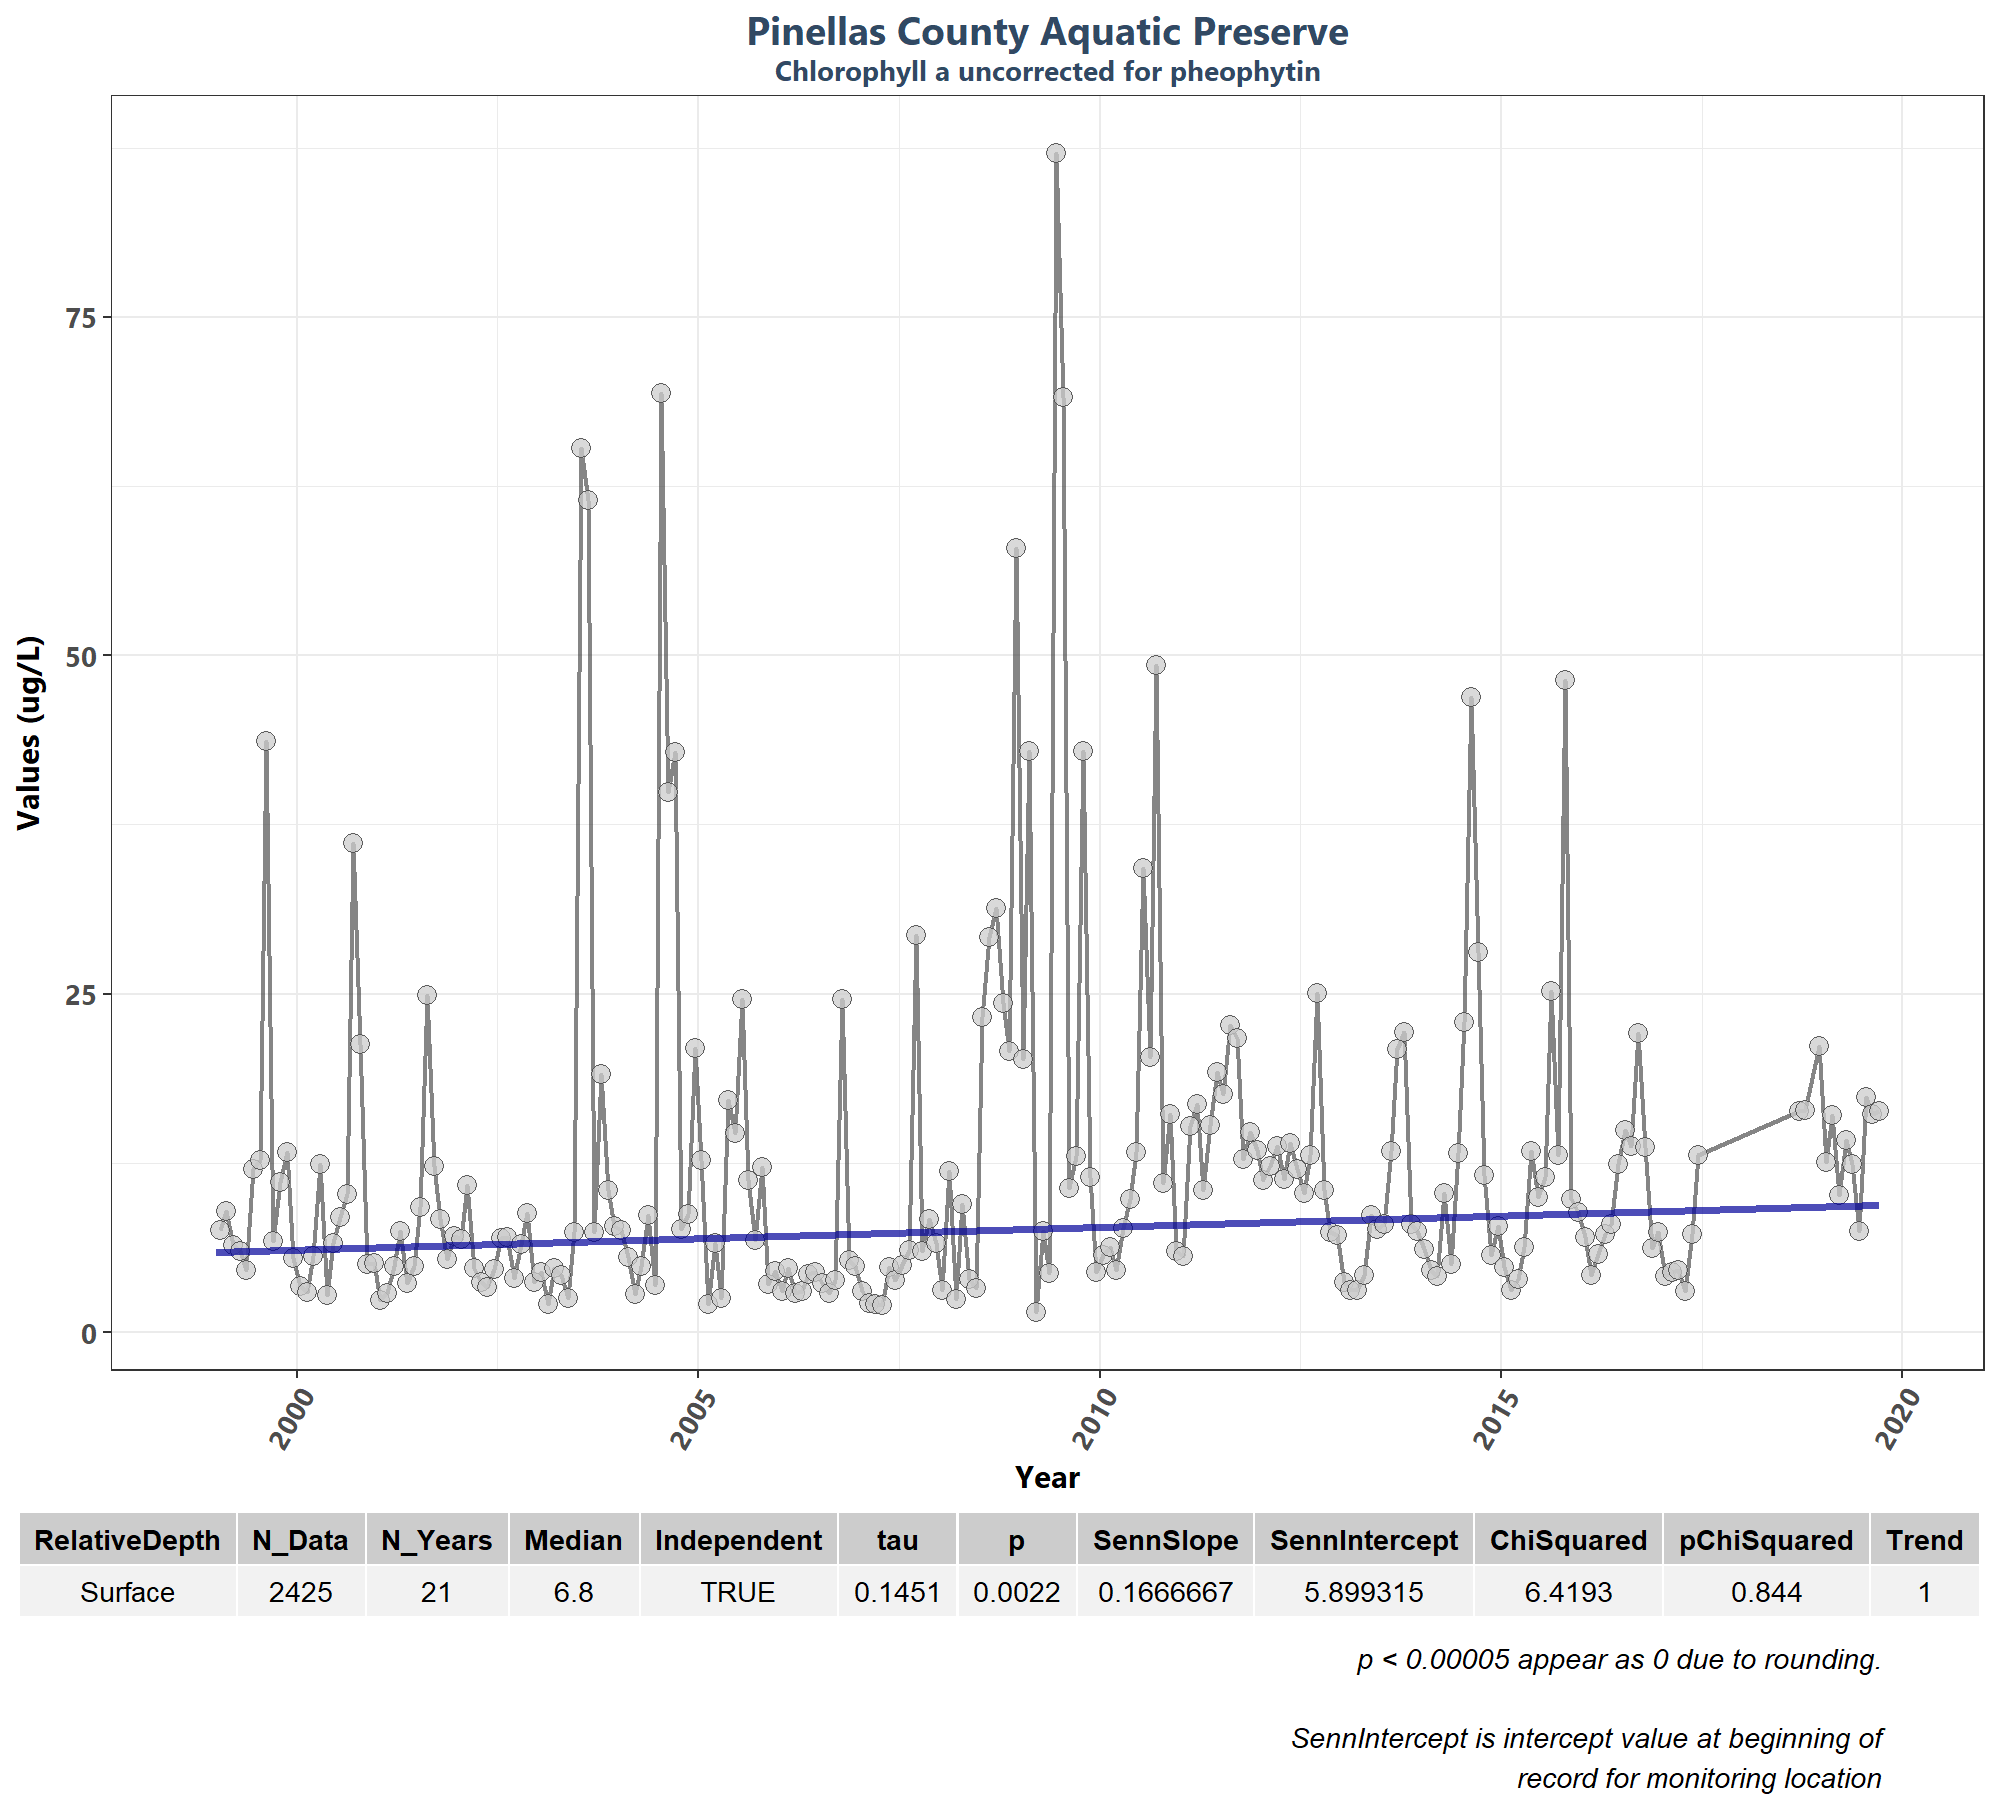 Pinellas County Aquatic Preserve
Chlorophyll a uncorrected for pheophytin
Values (ug/L)
75
50
25
0
2000 2005 2010 2015 2020
Year
RelativeDepth N_Data N_Years Median Independent tau p SennSlope SennIntercept ChiSquared pChiSquared Trend
Surface 2425 21 6.8 TRUE 0.1451 0.0022 0.1666667 5.899315 6.4193 0.844 1
p < 0.00005 appear as 0 due to rounding.
SennIntercept is intercept value at beginning of
record for monitoring location